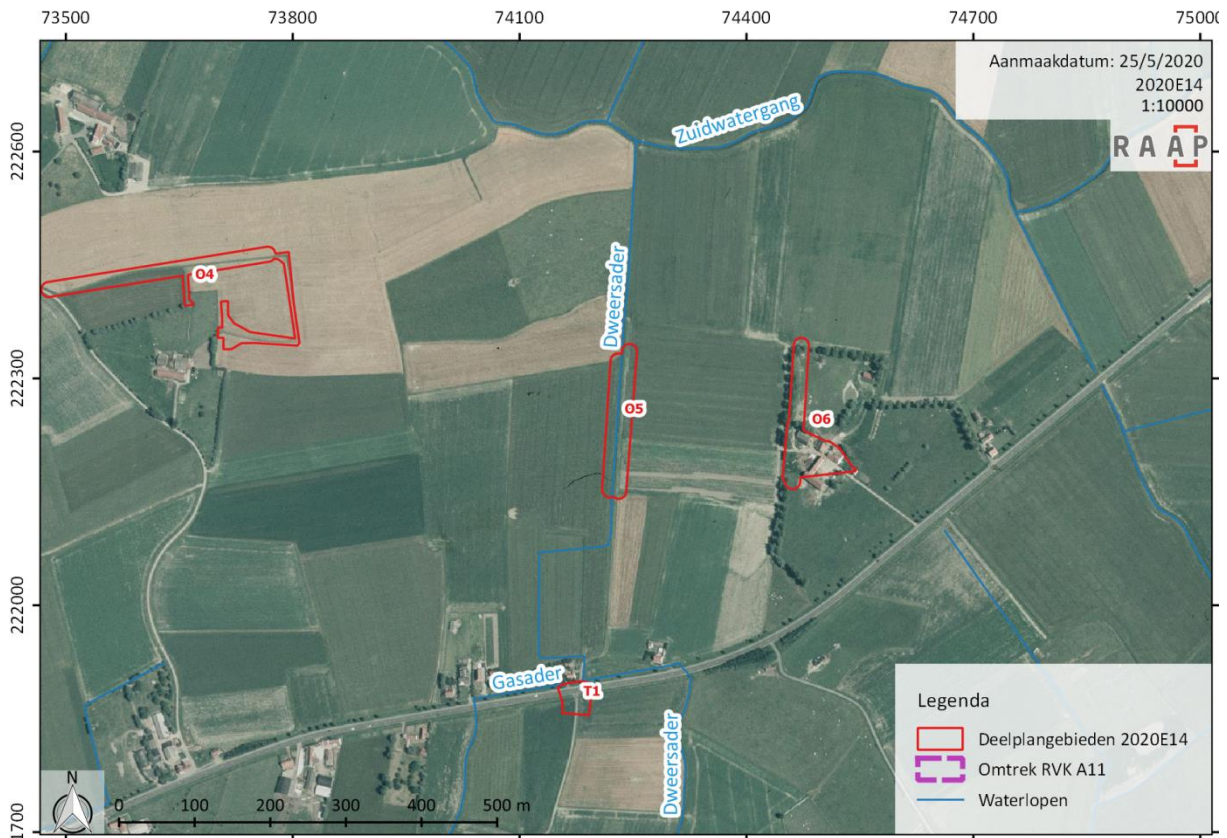 73500 73800 74100 74400 74700 75000
Aanmaakdatum: 25/5/2020
2020E14
1:10000
RAAP
Zuidwatergang
222600
O4
Dweersader
222300
O5
O6
222000
Gasader
T1
Dweersader
Legenda
Deelplangebieden 2020E14
Omtrek RVK A11
Waterlopen
N
0 100 200 300 400 500 m
1700